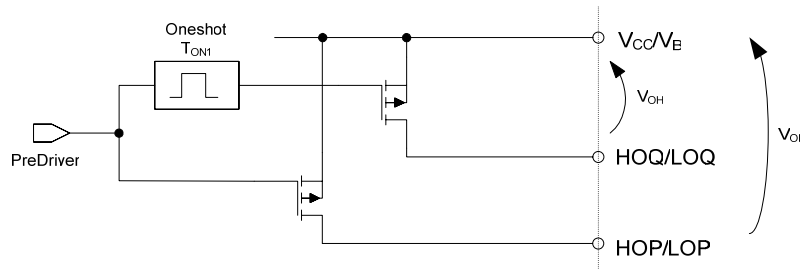 Oneshot
TON1
VCC/VB
VOH
PreDriver
HOQ/LOQ
HOP/LOP